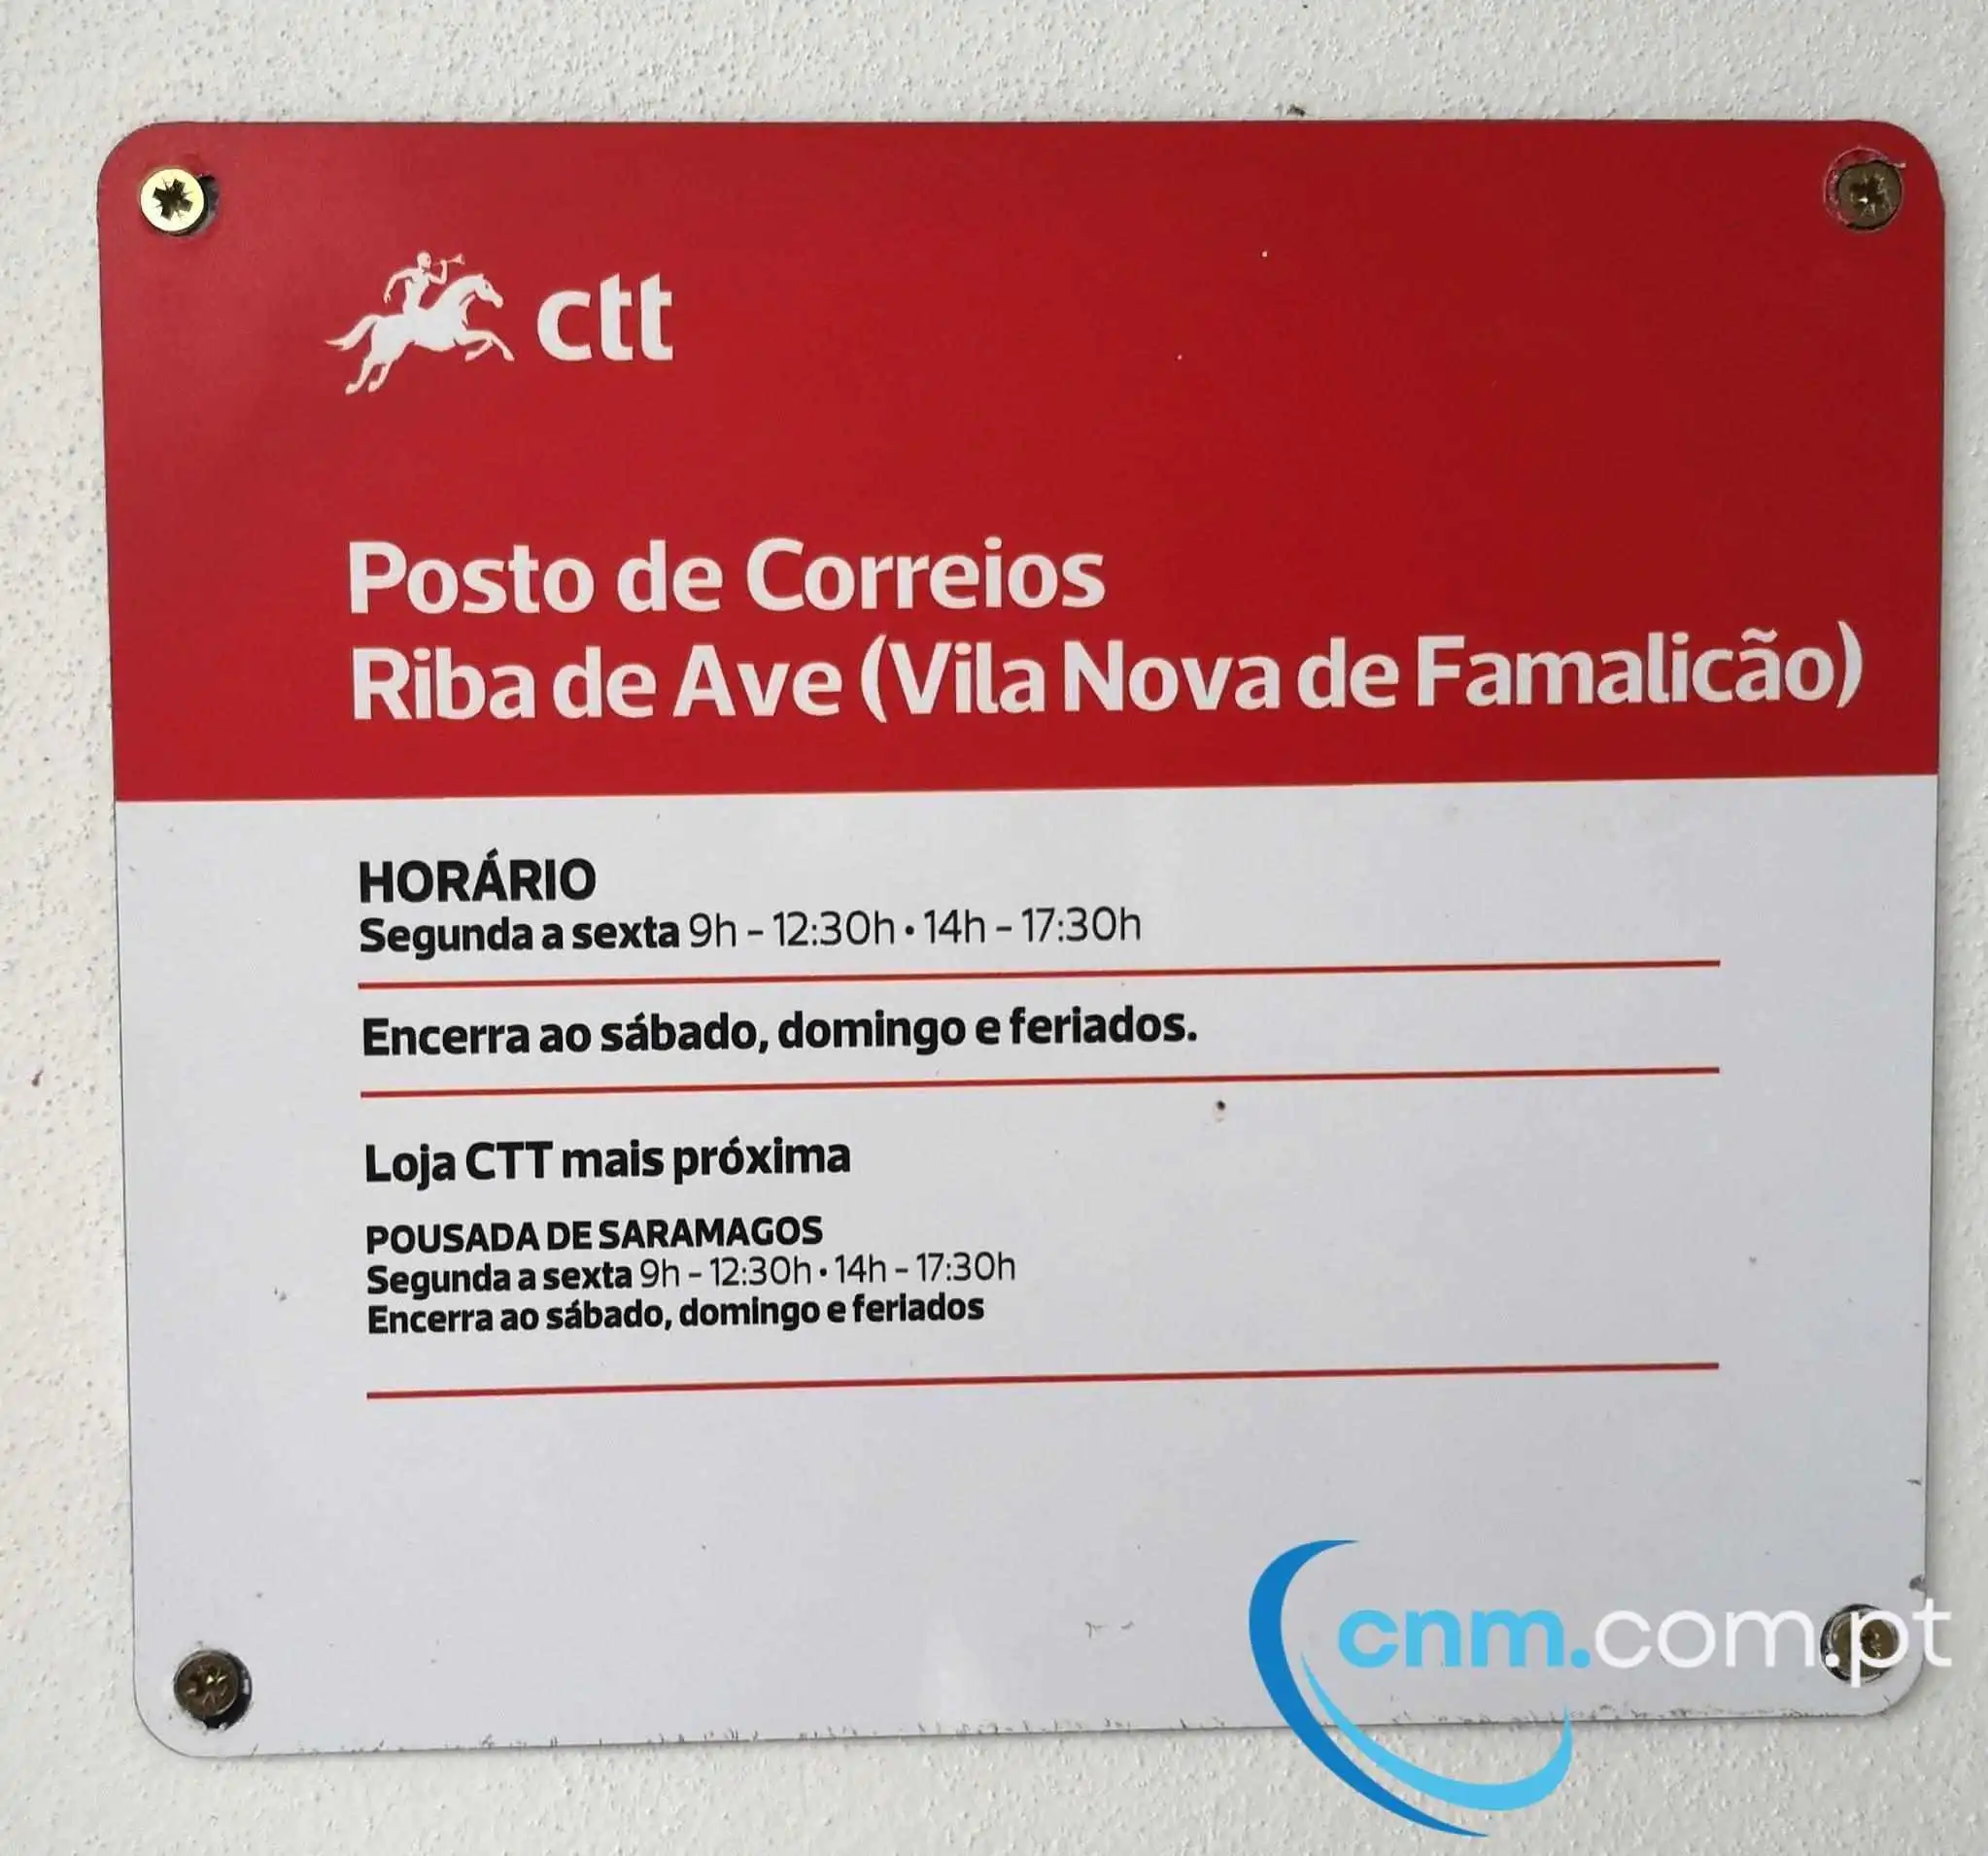 ctt
Posto de Correios
Riba de Ave (Vila Nova de Famalicão)
HORÁRIO
Segunda a sexta 9h - 12:30h • 14h - 17:30h
Encerra ao sábado, domingo e feriados.
Loja CTT mais próxima
POUSADA DE SARAMAGOS
Segunda a sexta 9h - 12:30h • 14h - 17:30h
Encerra ao sábado, domingo e feriados
cnm.com.pt